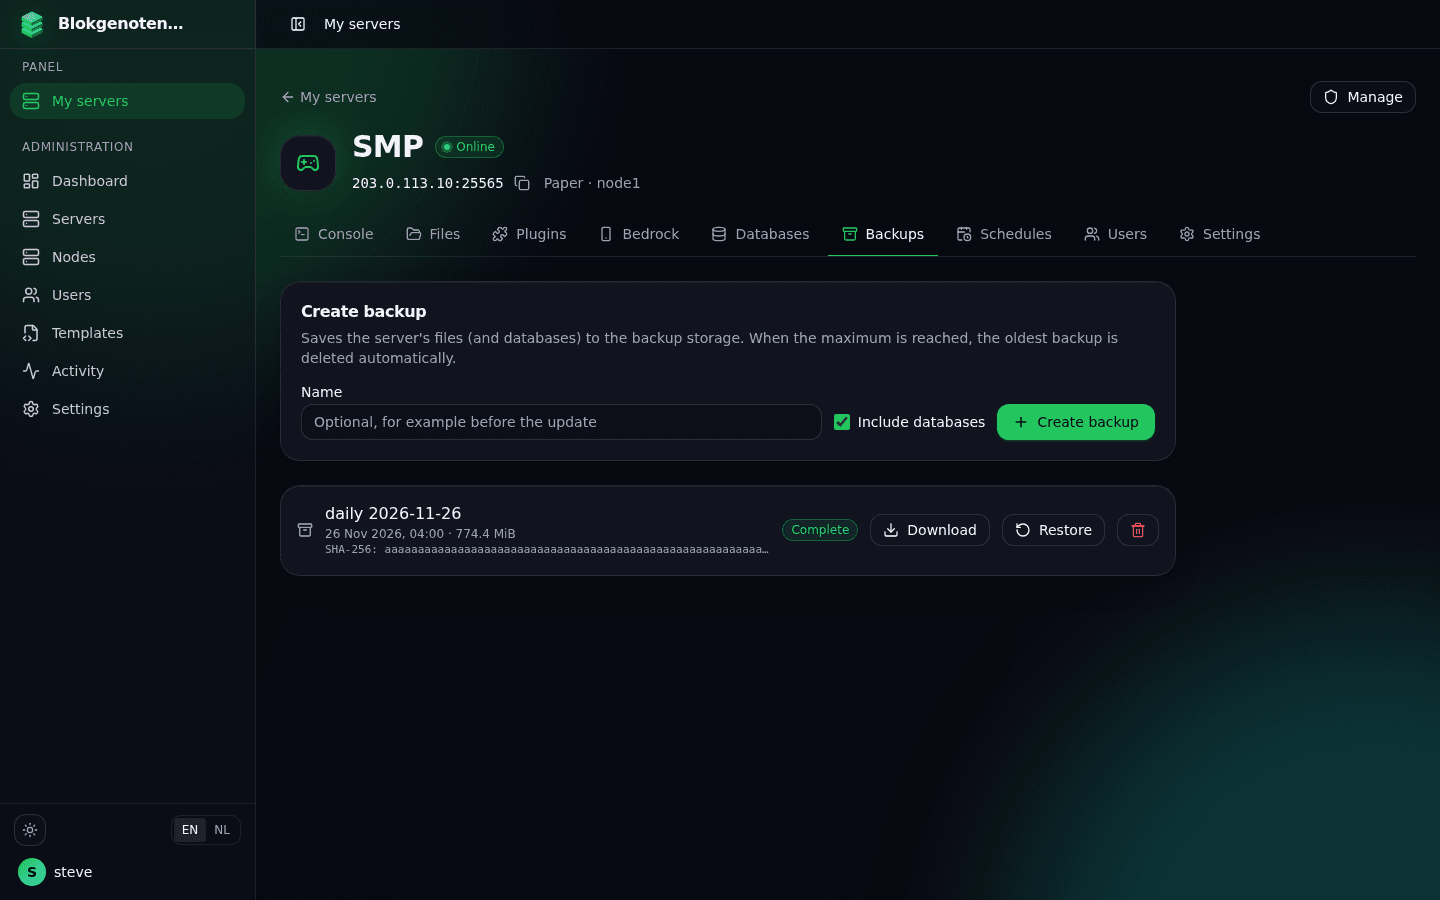 Blokgenoten...
My servers
PANEL
My servers
ADMINISTRATION
Dashboard
Servers
Nodes
Users
Templates
Activity
Settings
EN NL
S steve
My servers
Manage
SMP Online
203.0.113.10:25565 Paper · node1
Console Files Plugins Bedrock Databases Backups Schedules Users Settings
Create backup
Saves the server's files (and databases) to the backup storage. When the maximum is reached, the oldest backup is
deleted automatically.
Name
Optional, for example before the update Include databases Create backup
daily 2026-11-26
26 Nov 2026, 04:00 · 774.4 MiB
SHA-256: aaaaaaaaaaaaaaaaaaaaaaaaaaaaaaaaaaaaaaaaaaaaaaaaaaaaaaaaa…
Complete Download Restore